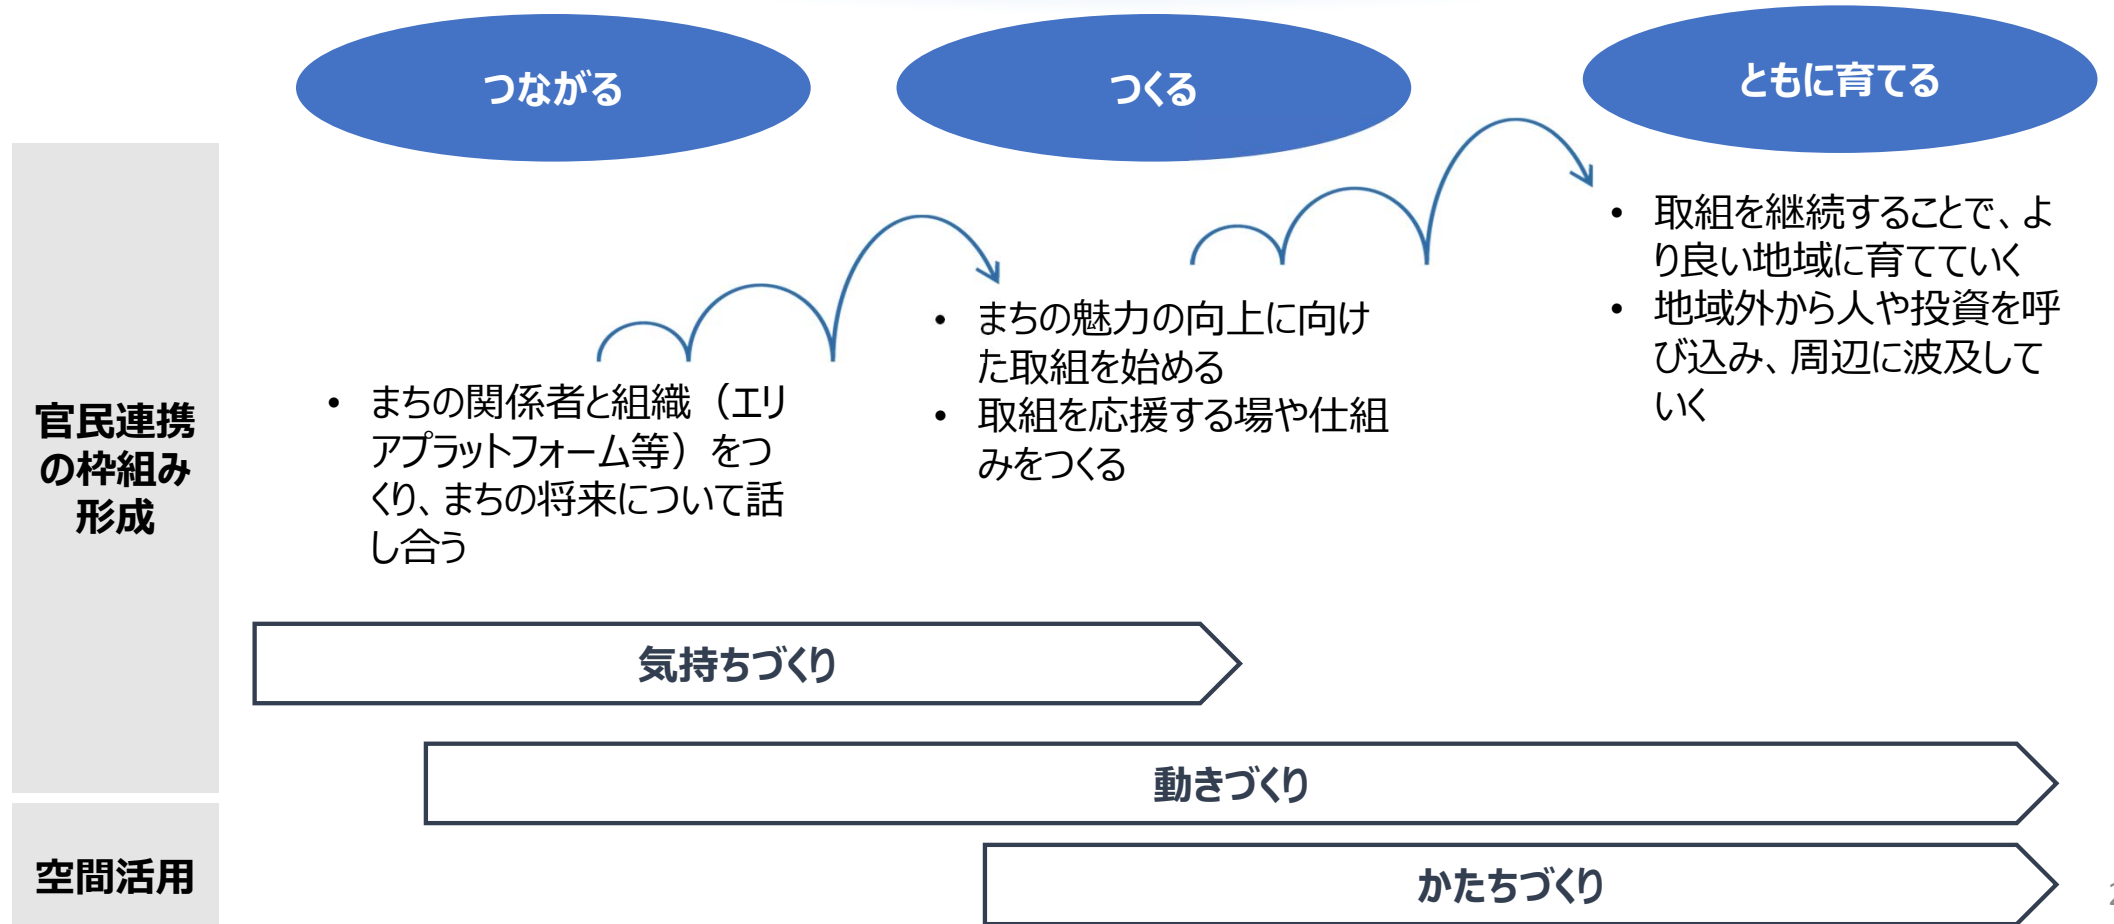 つながる
つくる
ともに育てる
官民連携
の枠組み
形成
• まちの関係者と組織（エリ
アプラットフォーム等）をつ
くり、まちの将来について話
し合う
• まちの魅力の向上に向け
た取組を始める
• 取組を応援する場や仕組
みをつくる
• 取組を継続することで、よ
り良い地域に育てていく
• 地域外から人や投資を呼
び込み、周辺に波及して
いく
気持ちづくり
動きづくり
空間活用
かたちづくり